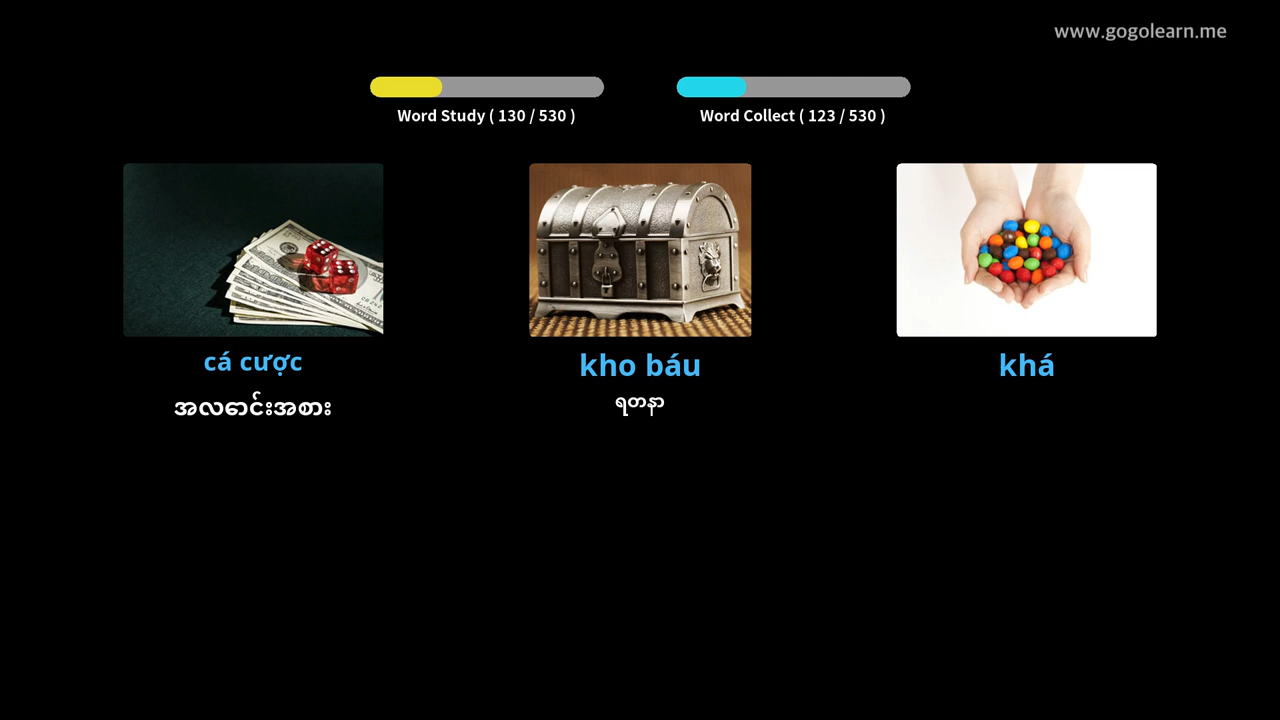 www.gogolearn.me
Word Study ( 130 / 530 )
Word Collect ( 123 / 530 )
cá cược
kho báu
khá
အလောင်းအစား
ရတနာ